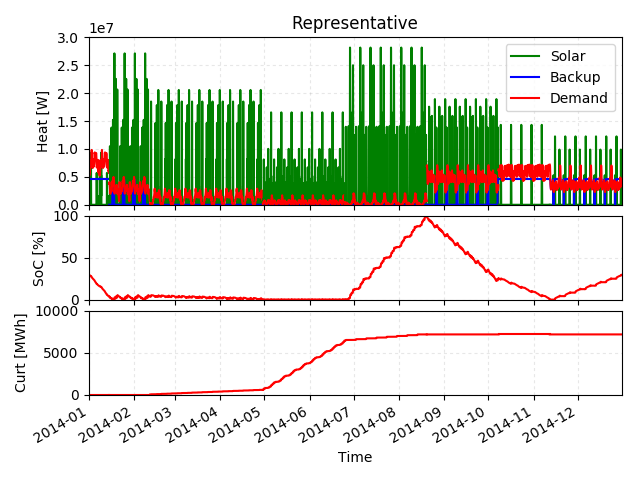 Representative
1e7
3.0
2.5
2.0
1.5
1.0
0.5
0.0
Heat [W]
Solar
Backup
Demand
100
50
0
SoC [%]
10000
5000
0
Curt [MWh]
2014-01
2014-02
2014-03
2014-04
2014-05
2014-06
2014-07
2014-08
2014-09
2014-10
2014-11
2014-12
Time